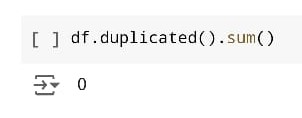 [ ] df.duplicated().sum()
0